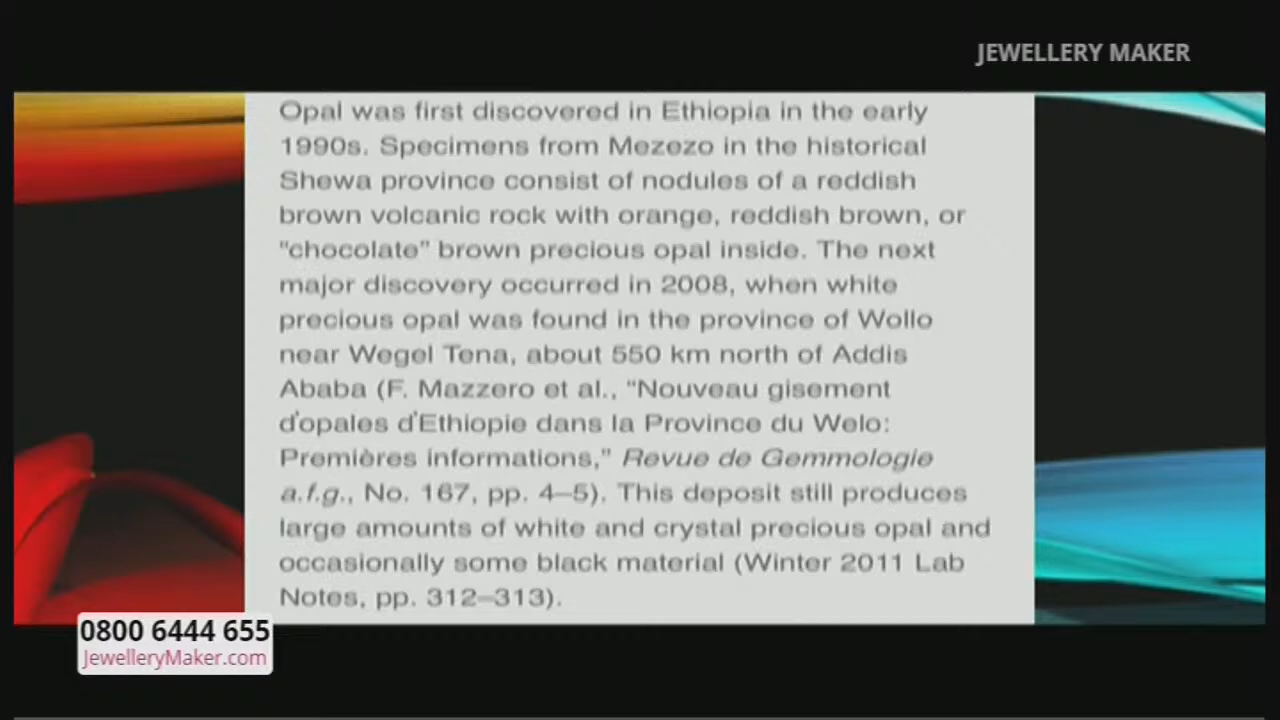 JEWELLERY MAKER
Opal was first discovered in Ethiopia in the early
1990s. Specimens from Mezezo in the historical
Shewa province consist of nodules of a reddish
brown volcanic rock with orange, reddish brown, or
“chocolate” brown precious opal inside. The next
major discovery occurred in 2008, when white
precious opal was found in the province of Wollo
near Wegel Tena, about 550 km north of Addis
Ababa (F. Mazzero et al., “Nouveau gisement
d'opales d'Ethiopie dans la Province du Welo:
Premières informations,” Revue de Gemmologie
a.f.g., No. 167, pp. 4–5). This deposit still produces
large amounts of white and crystal precious opal and
occasionally some black material (Winter 2011 Lab
Notes, pp. 312–313).
0800 6444 655
JewelleryMaker.com